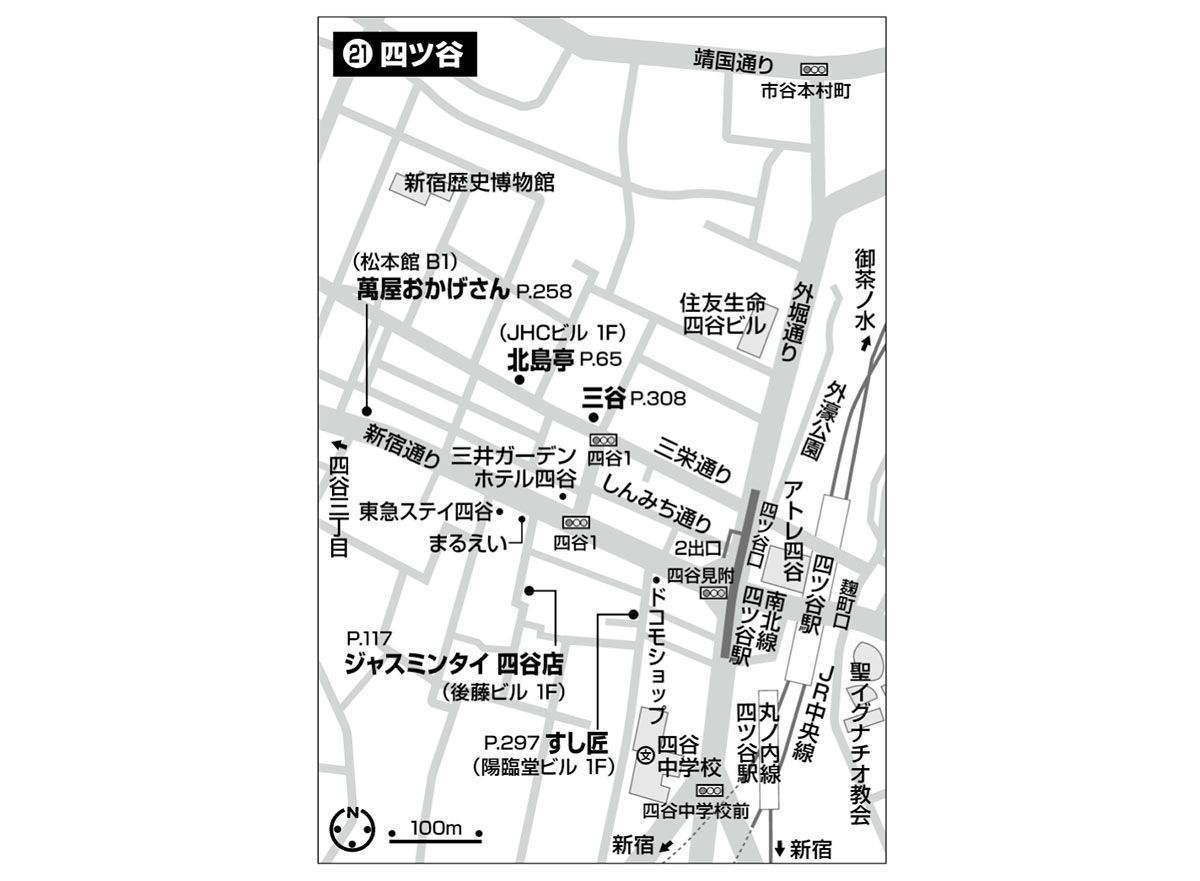 21 四ツ谷
靖国通り
市谷本村町
新宿歴史博物館
（松本館 B1）
萬屋おかげさん P.258
御茶ノ水
外堀通り
住友生命
四谷ビル
（JHCビル 1F）
北島亭 P.65
三谷 P.308
外濠公園
新宿通り
四谷1
三栄通り
三井ガーデン
ホテル四谷
しんみち通り
四谷三丁目
東急ステイ四谷
まるえい
四谷1
2出口
四ツ谷口
アトレ四谷
四谷見附
四ツ谷駅
麹町口
南北線
四ツ谷駅
ドコモショップ
P.117
ジャスミンタイ 四谷店
（後藤ビル 1F）
JR中央線
聖イグナチオ教会
丸ノ内線
四ツ谷駅
P.297 すし匠
（陽臨堂ビル 1F）
文 四谷
中学校
四谷中学校前
N
100m
新宿
新宿